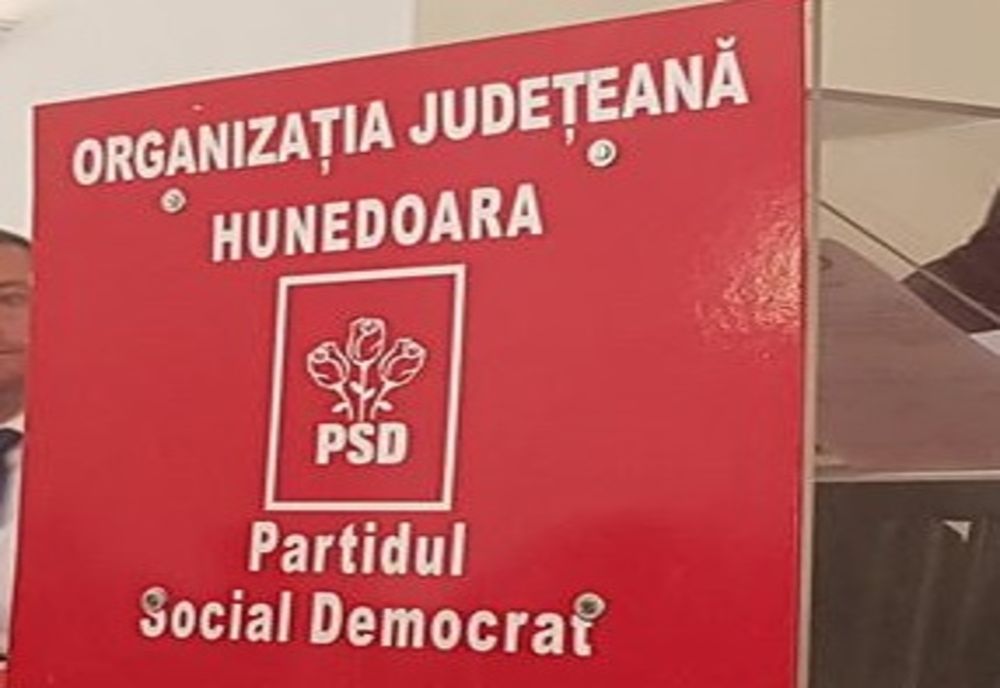 ORGANIZAȚIA JUDEȚEANĂ
HUNEDOARA
PSD
Partidul
Social Democrat